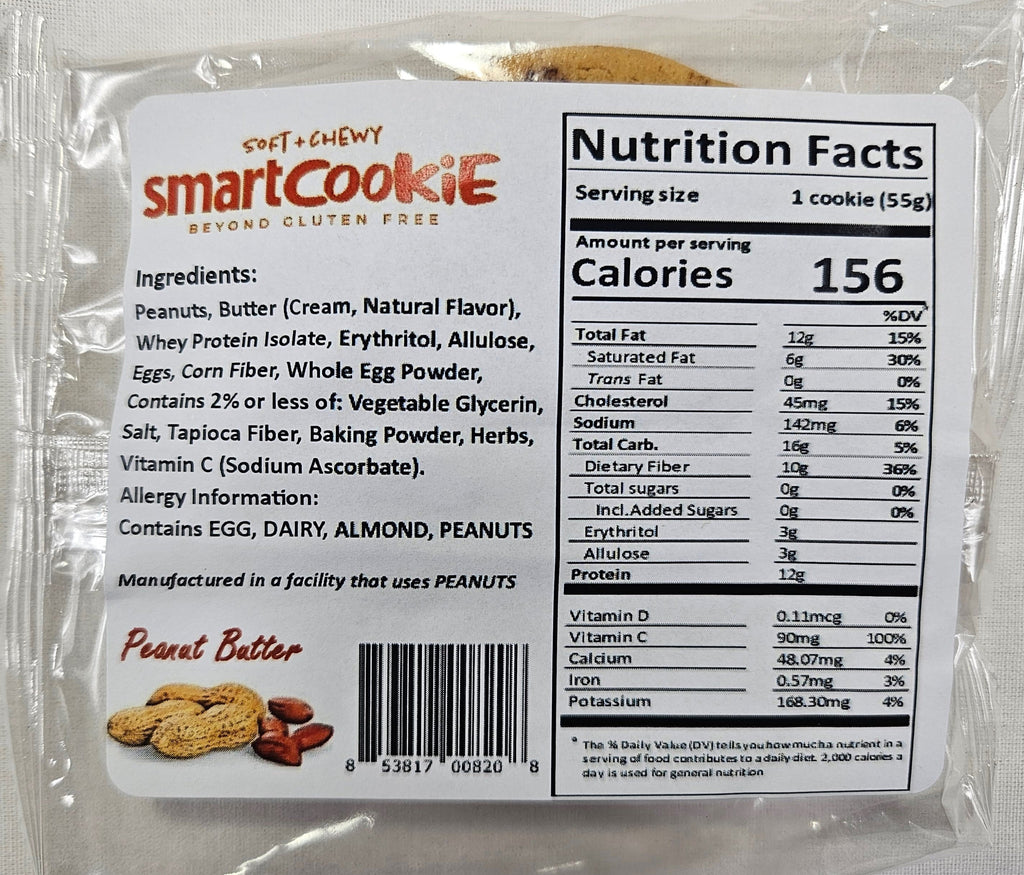 SOFT + CHEWY
smartCOOKiE
BEYOND GLUTEN FREE
Ingredients:
Peanuts, Butter (Cream, Natural Flavor),
Whey Protein Isolate, Erythritol, Allulose,
Eggs, Corn Fiber, Whole Egg Powder,
Contains 2% or less of: Vegetable Glycerin,
Salt, Tapioca Fiber, Baking Powder, Herbs,
Vitamin C (Sodium Ascorbate).
Allergy Information:
Contains EGG, DAIRY, ALMOND, PEANUTS
Manufactured in a facility that uses PEANUTS
Peanut Butter
8 53817 00820 8
Nutrition Facts
Serving size 1 cookie (55g)
Amount per serving
Calories 156
%DV*
Total Fat 12g 15%
Saturated Fat 6g 30%
Trans Fat 0g 0%
Cholesterol 45mg 15%
Sodium 142mg 6%
Total Carb. 16g 5%
Dietary Fiber 10g 36%
Total sugars 0g 0%
Incl.Added Sugars 0g 0%
Erythritol 3g
Allulose 3g
Protein 12g
Vitamin D 0.11mcg 0%
Vitamin C 90mg 100%
Calcium 48.07mg 4%
Iron 0.57mg 3%
Potassium 168.30mg 4%
* The % Daily Value (DV) tells you how much a nutrient in a
serving of food contributes to a daily diet. 2,000 calories a
day is used for general nutrition